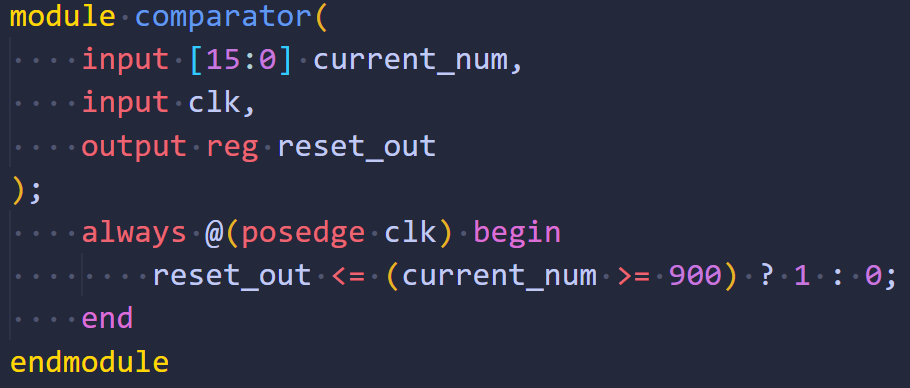 module comparator(
    input [15:0] current_num,
    input clk,
    output reg reset_out
);
    always @(posedge clk) begin
        reset_out <= (current_num >= 900) ? 1 : 0;
    end
endmodule